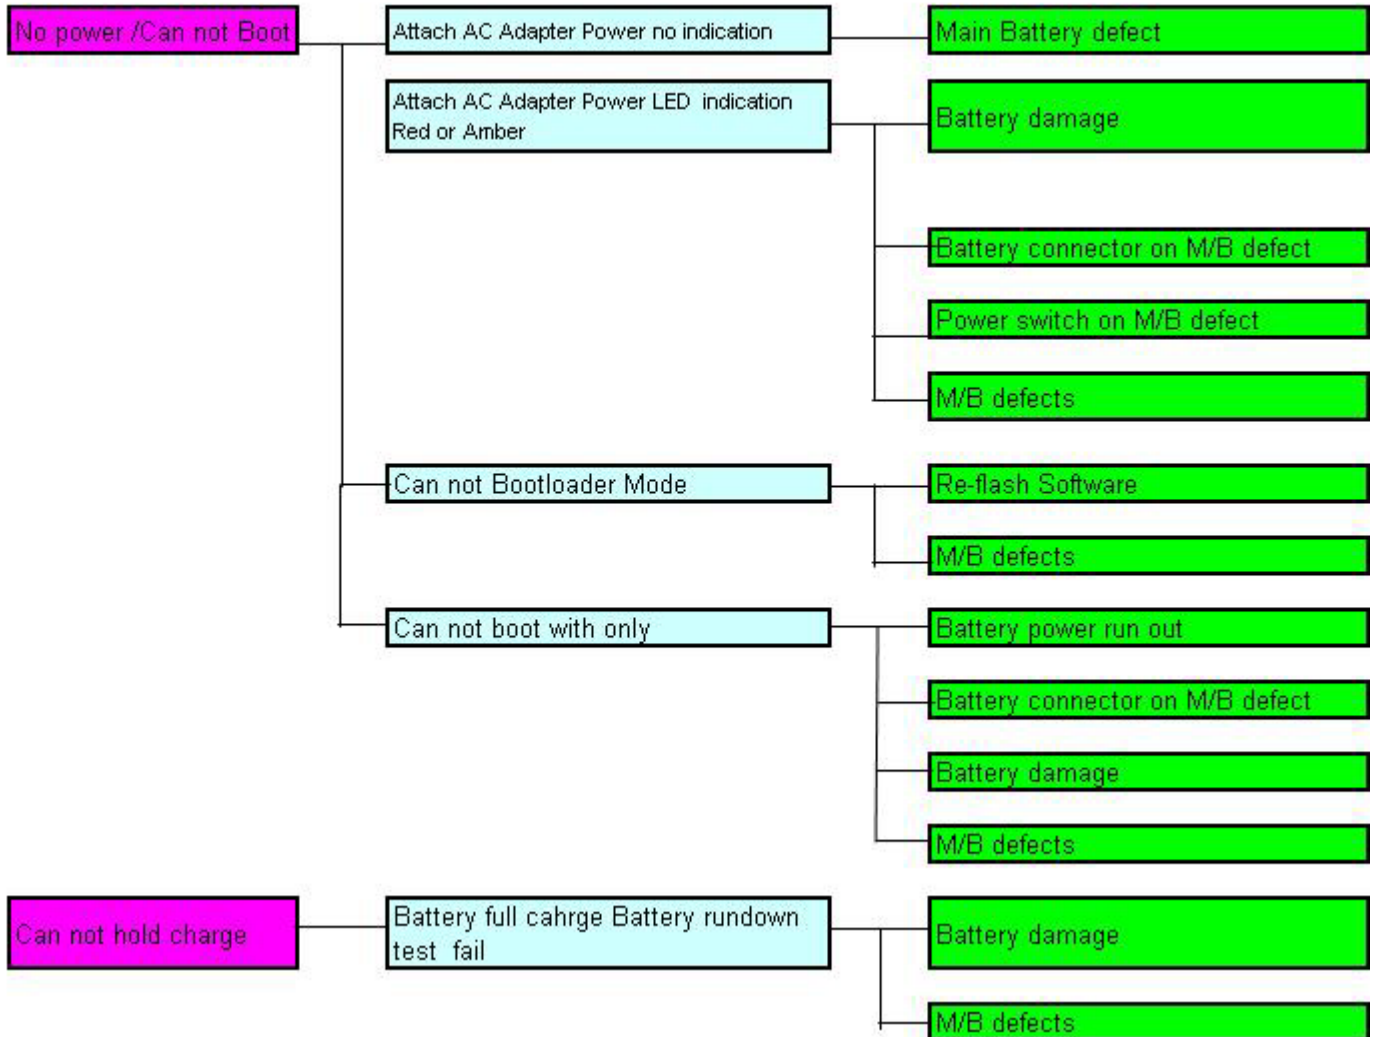 No power /Can not Boot
Attach AC Adapter Power no indication
Main Battery defect
Attach AC Adapter Power LED indication
Red or Amber
Battery damage
Battery connector on M/B defect
Power switch on M/B defect
M/B defects
Can not Bootloader Mode
Re-flash Software
M/B defects
Can not boot with only
Battery power run out
Battery connector on M/B defect
Battery damage
M/B defects
Can not hold charge
Battery full cahrge Battery rundown
test fail
Battery damage
M/B defects